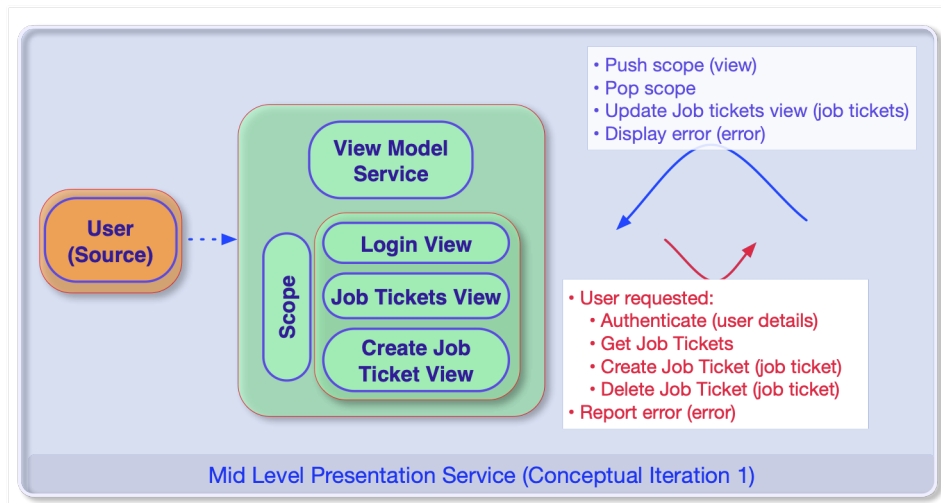 • Push scope (view)
• Pop scope
• Update Job tickets view (job tickets)
• Display error (error)
View Model
Service
User
(Source)
Scope
Login View
Job Tickets View
Create Job
Ticket View
• User requested:
• Authenticate (user details)
• Get Job Tickets
• Create Job Ticket (job ticket)
• Delete Job Ticket (job ticket)
• Report error (error)
Mid Level Presentation Service (Conceptual Iteration 1)